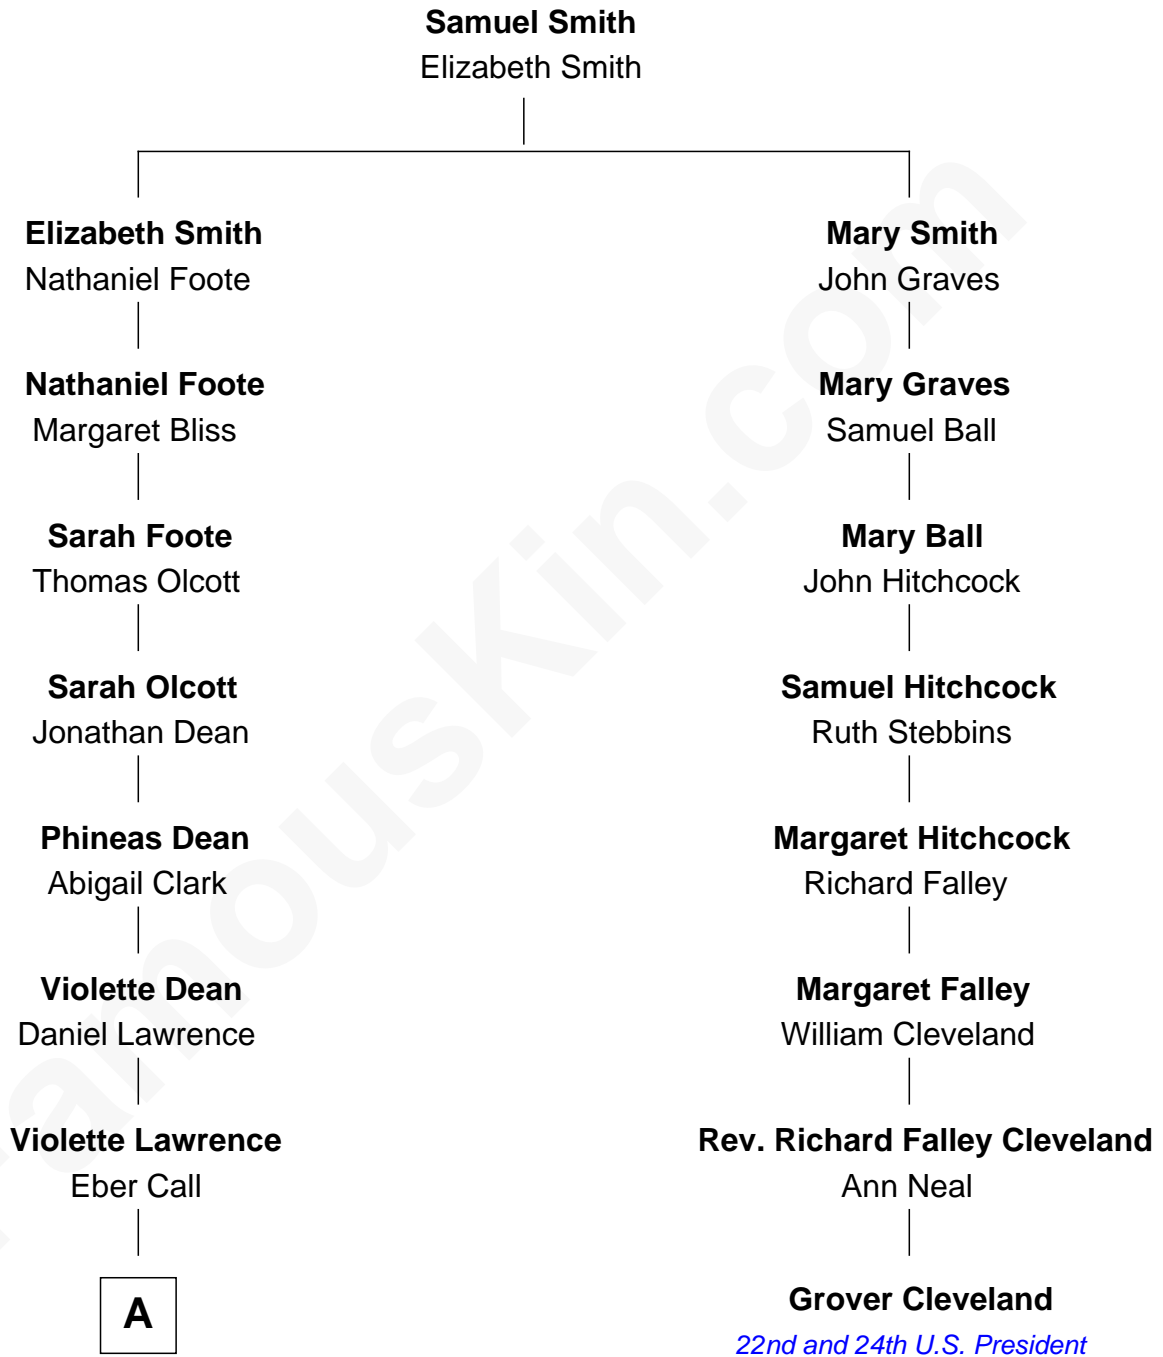 Samuel Smith
Elizabeth Smith
Elizabeth Smith
Nathaniel Foote
Nathaniel Foote
Margaret Bliss
Sarah Foote
Thomas Olcott
Sarah Olcott
Jonathan Dean
Phineas Dean
Abigail Clark
Violette Dean
Daniel Lawrence
Violette Lawrence
Eber Call
A
Mary Smith
John Graves
Mary Graves
Samuel Ball
Mary Ball
John Hitchcock
Samuel Hitchcock
Ruth Stebbins
Margaret Hitchcock
Richard Falley
Margaret Falley
William Cleveland
Rev. Richard Falley Cleveland
Ann Neal
Grover Cleveland
22nd and 24th U.S. President
FamousKin.com